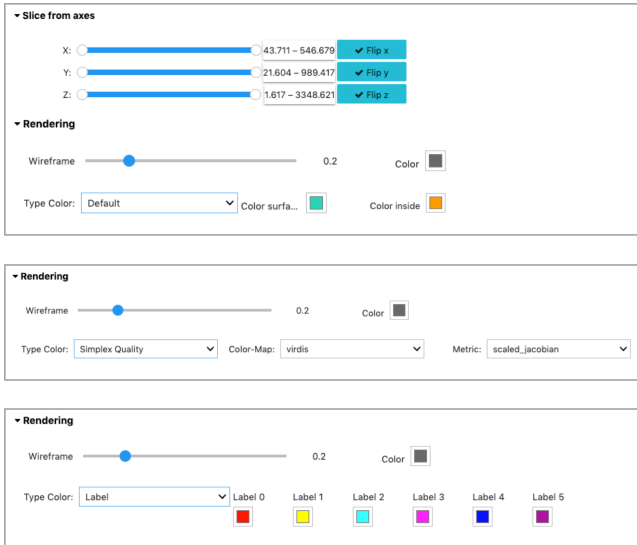 Slice from axes
X: 43.711 – 546.679 ✔ Flip x
Y: 21.604 – 989.417 ✔ Flip y
Z: 1.617 – 3348.621 ✔ Flip z
Rendering
Wireframe 0.2 Color
Type Color: Default Color surfa... Color inside
Rendering
Wireframe 0.2 Color
Type Color: Simplex Quality Color-Map: virdis Metric: scaled_jacobian
Rendering
Wireframe 0.2 Color
Type Color: Label Label 0 Label 1 Label 2 Label 3 Label 4 Label 5